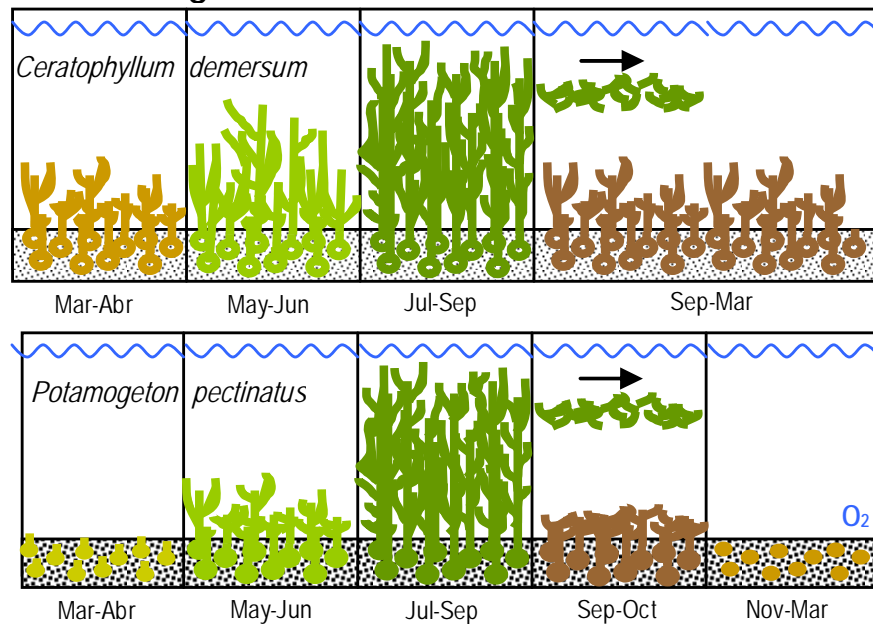 Ceratophyllum demersum
Mar-Abr May-Jun Jul-Sep Sep-Mar
Potamogeton pectinatus
O₂
Mar-Abr May-Jun Jul-Sep Sep-Oct Nov-Mar